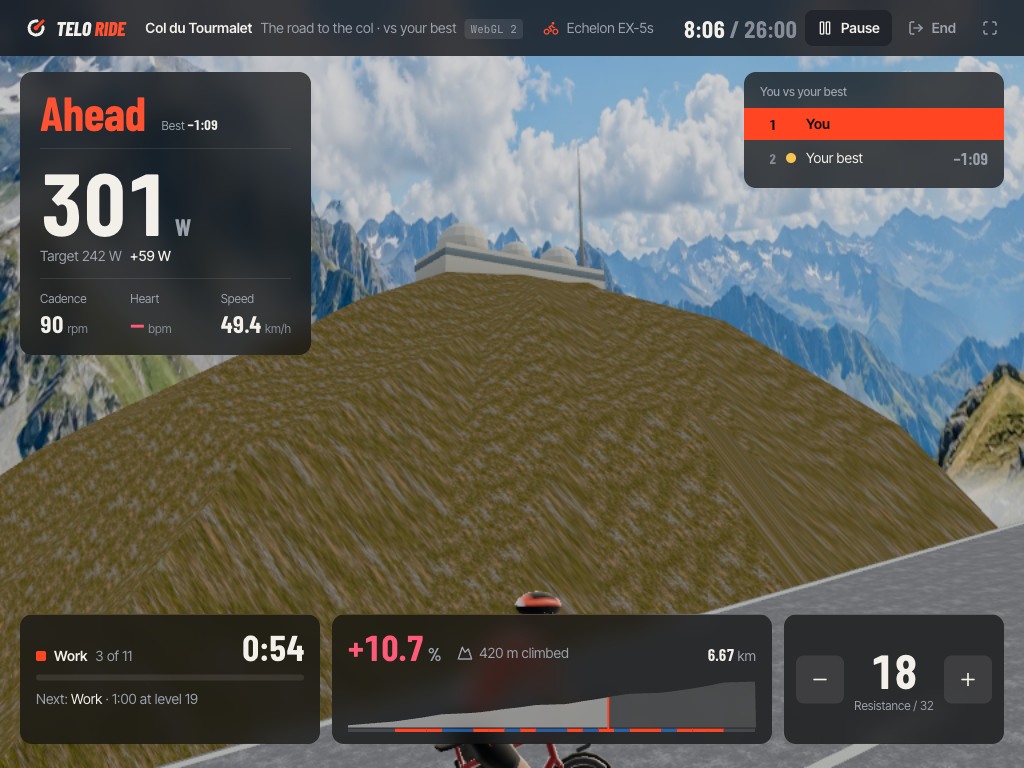 TELO RIDE Col du Tourmalet The road to the col · vs your best WebGL 2 Echelon EX-5s 8:06 / 26:00 Pause End
Ahead Best −1:09
301 W
Target 242 W +59 W
Cadence Heart Speed
90 rpm — bpm 49.4 km/h
You vs your best
1 You
2 Your best −1:09
Work 3 of 11 0:54
Next: Work · 1:00 at level 19
+10.7 % 420 m climbed 6.67 km
− 18 +
Resistance / 32